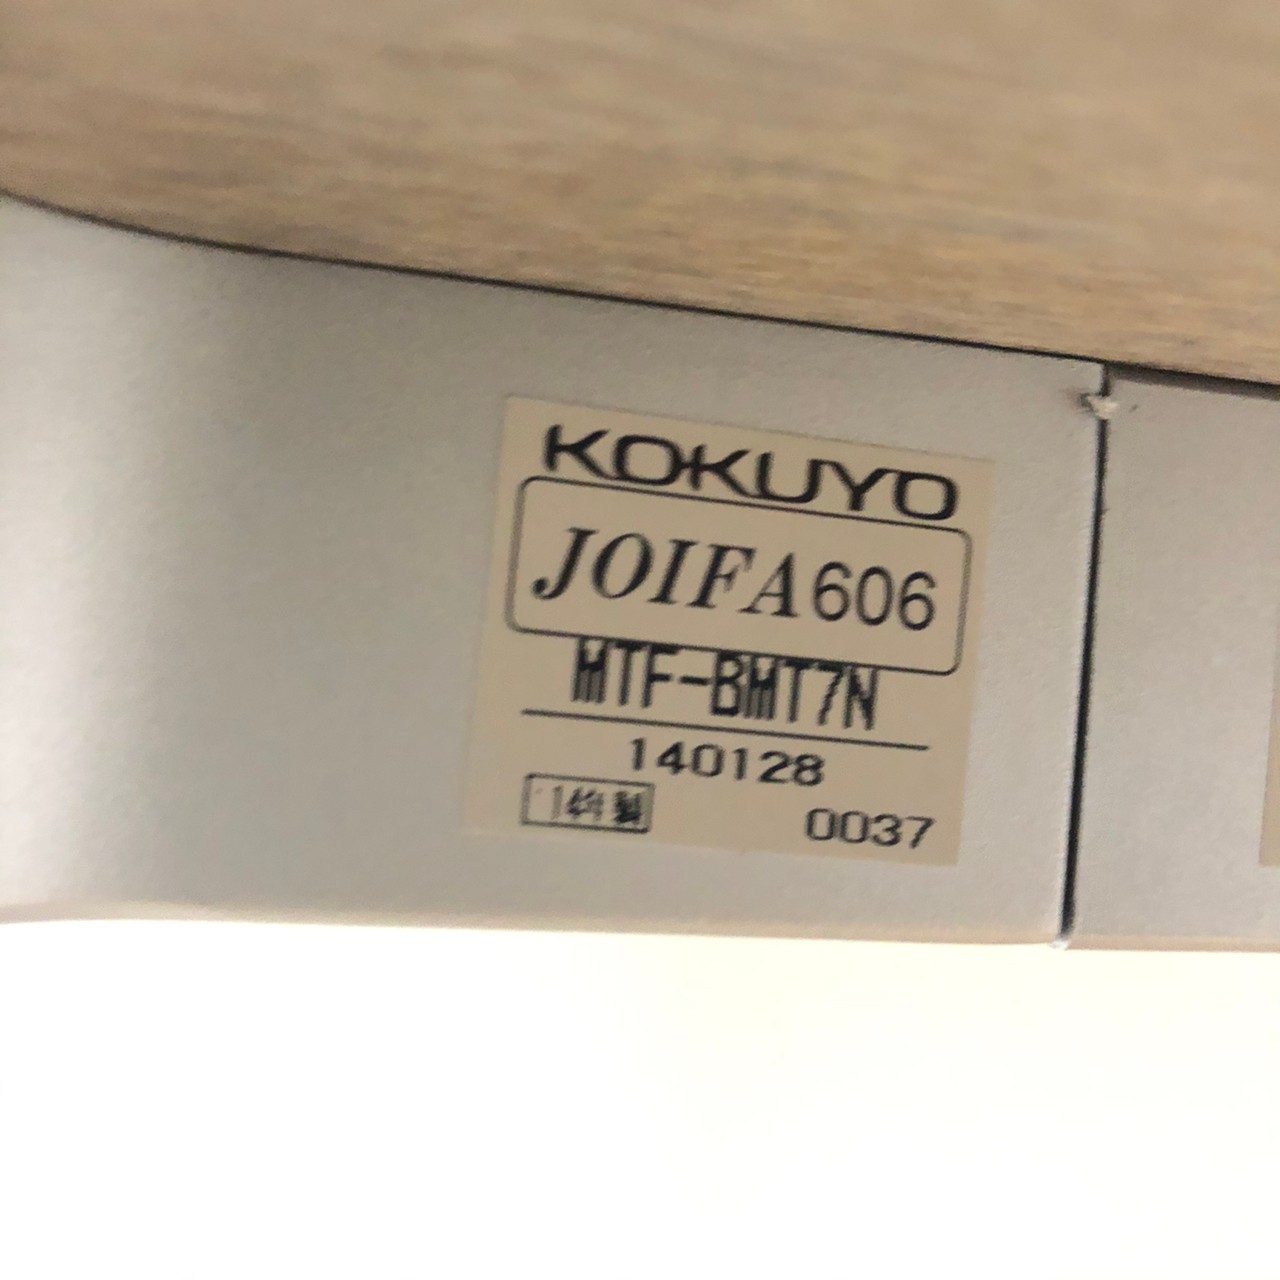 KOKUYO
JOIFA606
MTF-BMT7N
140128
14年製
0037